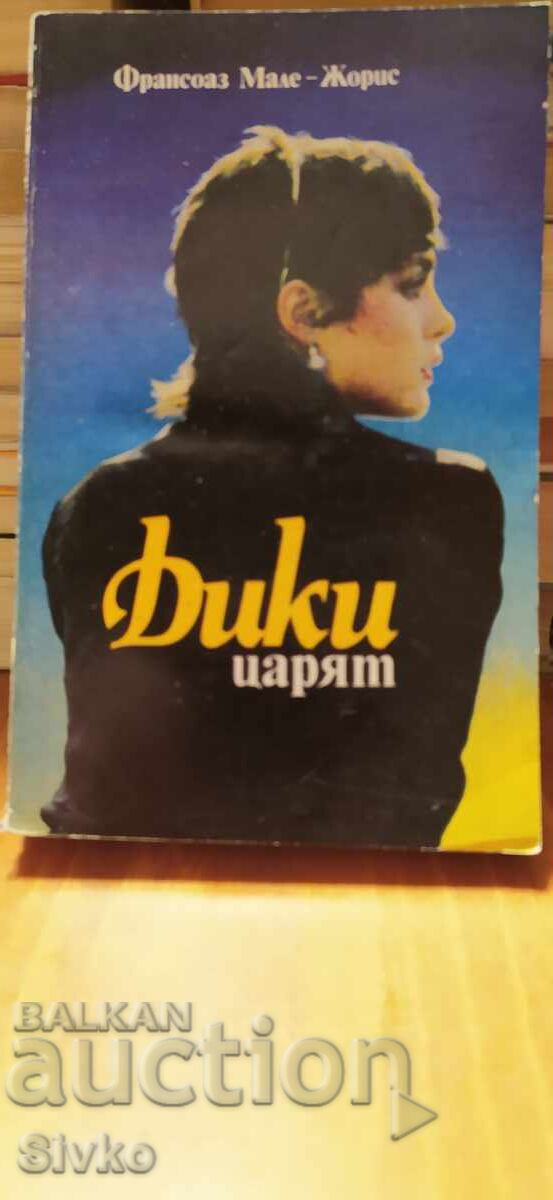 Франсоаз Мале-Жорис
Дики
царят
BALKAN
auction
Sivko